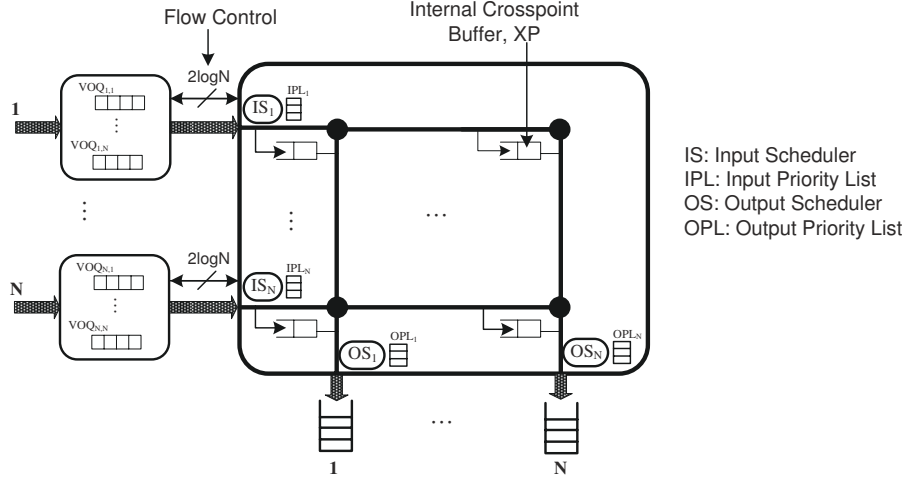 Flow Control
Internal Crosspoint
Buffer, XP
2logN
VOQ1,1
1
...
VOQ1,N
IS1
IPL1
IS: Input Scheduler
IPL: Input Priority List
OS: Output Scheduler
OPL: Output Priority List
...
...
...
2logN
VOQN,1
N
...
VOQN,N
ISN
IPLN
OS1
OPL1
OSN
OPLN
...
1
N